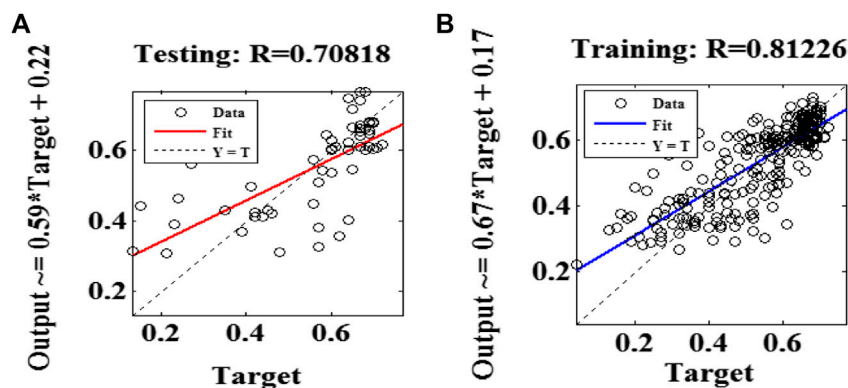 A
Testing: R=0.70818
Output ~= 0.59*Target + 0.22
Data
Fit
Y = T
0.6
0.4
0.2
0.2
0.4
0.6
Target
B
Training: R=0.81226
Output ~= 0.67*Target + 0.17
Data
Fit
Y = T
0.6
0.4
0.2
0.2
0.4
0.6
Target